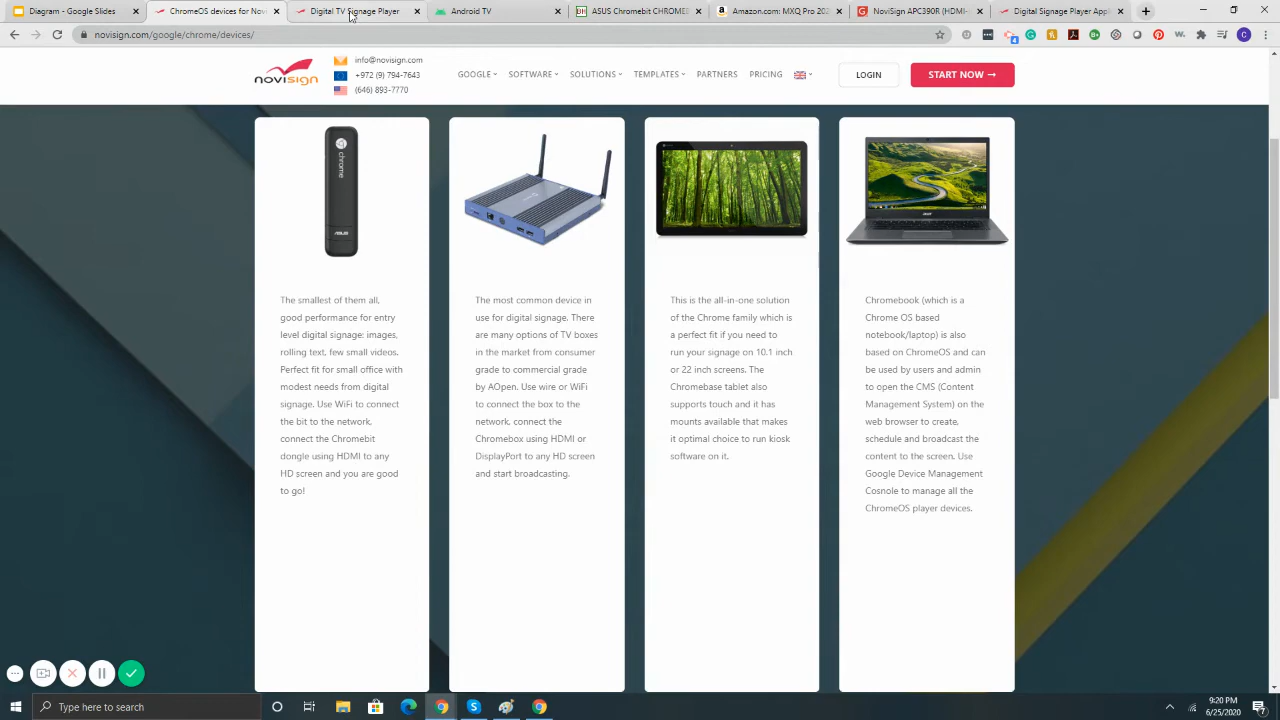 Diagram - Google Slides
ChromeOS devices for Nov
Digital TV Signage Player
Android TV
ASUS Chromebit CHROMEB
Amazon.com: MXQ Pro 202
NoviSign APC390R (HDMI-
Digital Signage Player Appl
novisign.com/google/chrome/devices/
novisign
info@novisign.com
+972 (9) 794-7643
(646) 893-7770
GOOGLE
SOFTWARE
SOLUTIONS
TEMPLATES
PARTNERS
PRICING
LOGIN
START NOW →
chrome
ASUS
The smallest of them all,
good performance for entry
level digital signage: images,
rolling text, few small videos.
Perfect fit for small office with
modest needs from digital
signage. Use WiFi to connect
the bit to the network,
connect the Chromebit
dongle using HDMI to any
HD screen and you are good
to go!
The most common device in
use for digital signage. There
are many options of TV boxes
in the market from consumer
grade to commercial grade
by AOpen. Use wire or WiFi
to connect the box to the
network, connect the
Chromebox using HDMI or
DisplayPort to any HD screen
and start broadcasting.
This is the all-in-one solution
of the Chrome family which is
a perfect fit if you need to
run your signage on 10.1 inch
or 22 inch screens. The
Chromebase tablet also
supports touch and it has
mounts available that makes
it optimal choice to run kiosk
software on it.
acer
Chromebook (which is a
Chrome OS based
notebook/laptop) is also
based on ChromeOS and can
be used by users and admin
to open the CMS (Content
Management System) on the
web browser to create,
schedule and broadcast the
content to the screen. Use
Google Device Management
Cosnole to manage all the
ChromeOS player devices.
Type here to search
9:20 PM
6/25/2020